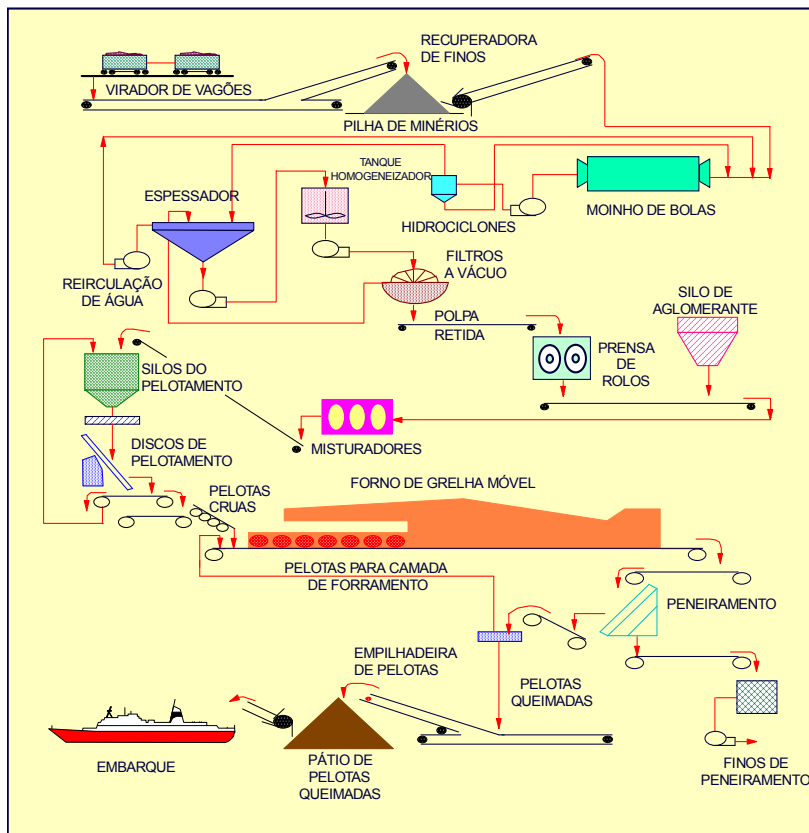 RECUPERADORA
DE FINOS
VIRADOR DE VAGÕES
PILHA DE MINÉRIOS
TANQUE
HOMOGENEIZADOR
ESPESSADOR
HIDROCICLONES
MOINHO DE BOLAS
REIRCULAÇÃO
DE ÁGUA
FILTROS
A VÁCUO
POLPA
RETIDA
SILO DE
AGLOMERANTE
PRENSA
DE
ROLOS
SILOS DO
PELOTAMENTO
MISTURADORES
DISCOS DE
PELOTAMENTO
PELOTAS
CRUAS
FORNO DE GRELHA MÓVEL
PELOTAS PARA CAMADA
DE FORRAMENTO
PENEIRAMENTO
EMPILHADEIRA
DE PELOTAS
PELOTAS
QUEIMADAS
EMBARQUE
PÁTIO DE
PELOTAS
QUEIMADAS
FINOS DE
PENEIRAMENTO